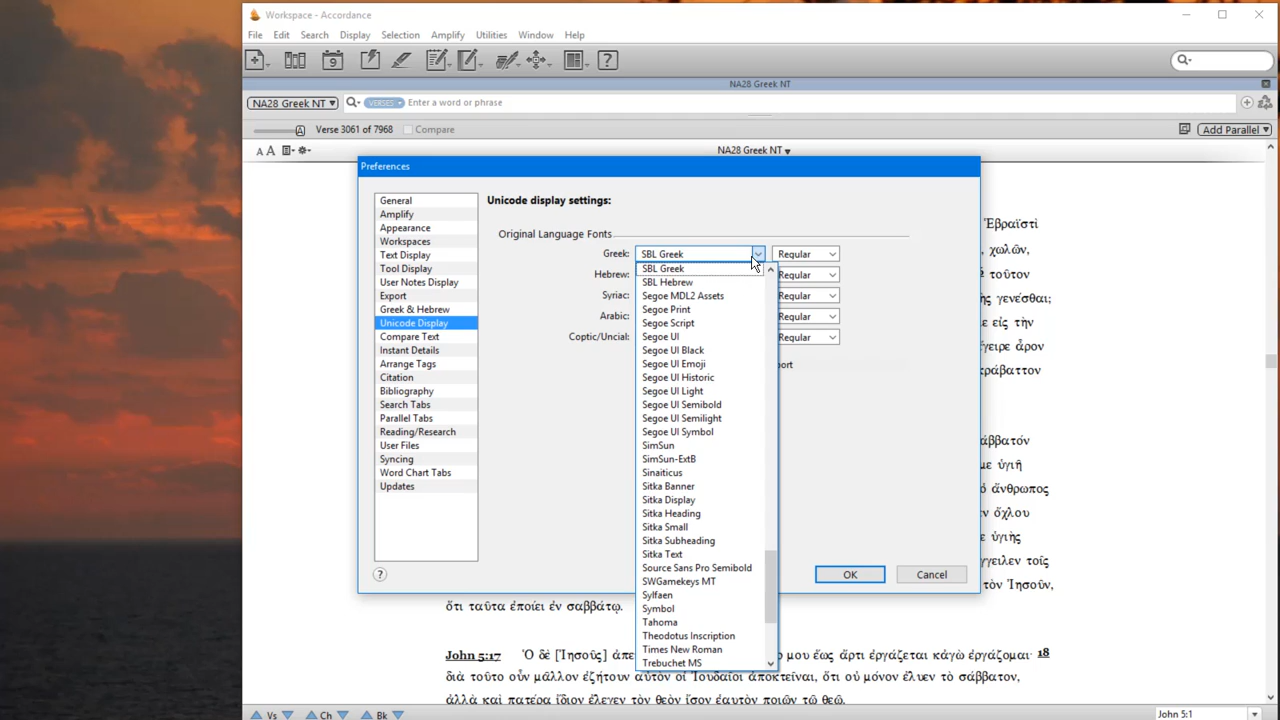 Workspace - Accordance
File Edit Search Display Selection Amplify Utilities Window Help
9 ?
NA28 Greek NT
NA28 Greek NT VERSES Enter a word or phrase
A Verse 3061 of 7968 Compare Add Parallel
A A NA28 Greek NT
Preferences
General
Amplify
Appearance
Workspaces
Text Display
Tool Display
User Notes Display
Export
Greek & Hebrew
Unicode Display
Compare Text
Instant Details
Arrange Tags
Citation
Bibliography
Search Tabs
Parallel Tabs
Reading/Research
User Files
Syncing
Word Chart Tabs
Updates
?
Unicode display settings:
Original Language Fonts
Greek: SBL Greek Regular
Hebrew: Regular
Syriac: Regular
Arabic: Regular
Coptic/Uncial: Regular
SBL Greek
SBL Hebrew
Segoe MDL2 Assets
Segoe Print
Segoe Script
Segoe UI
Segoe UI Black
Segoe UI Emoji
Segoe UI Historic
Segoe UI Light
Segoe UI Semibold
Segoe UI Semilight
Segoe UI Symbol
SimSun
SimSun-ExtB
Sinaiticus
Sitka Banner
Sitka Display
Sitka Heading
Sitka Small
Sitka Subheading
Sitka Text
Source Sans Pro Semibold
SWGamekeys MT
Sylfaen
Symbol
Tahoma
Theodotus Inscription
Times New Roman
Trebuchet MS
OK Cancel
Ἑβραϊστὶ
χωλῶν,
τοῦτον
γενέσθαι;
εἰς τὴν
ἔγειρε ἆρον
κράβαττον
ὑγιῆ
ὁ ἄνθρωπος
ὄχλου
ὑγιὴς
τοῖς
τὸν Ἰησοῦν,
ὅτι ταῦτα ἐποίει ἐν σαββάτῳ.
John 5:17 Ὁ δὲ [Ἰησοῦς] μου ἕως ἄρτι ἐργάζεται κἀγὼ ἐργάζομαι· 18
διὰ τοῦτο οὖν μᾶλλον ἐζήτουν αὐτὸν οἱ Ἰουδαῖοι ἀποκτεῖναι, ὅτι οὐ μόνον ἔλυεν τὸ σάββατον,
ἀλλὰ καὶ πατέρα ἴδιον ἔλεγεν τὸν θεὸν ἴσον ἑαυτὸν ποιῶν τῷ θεῷ.
Vs Ch Bk John 5:1